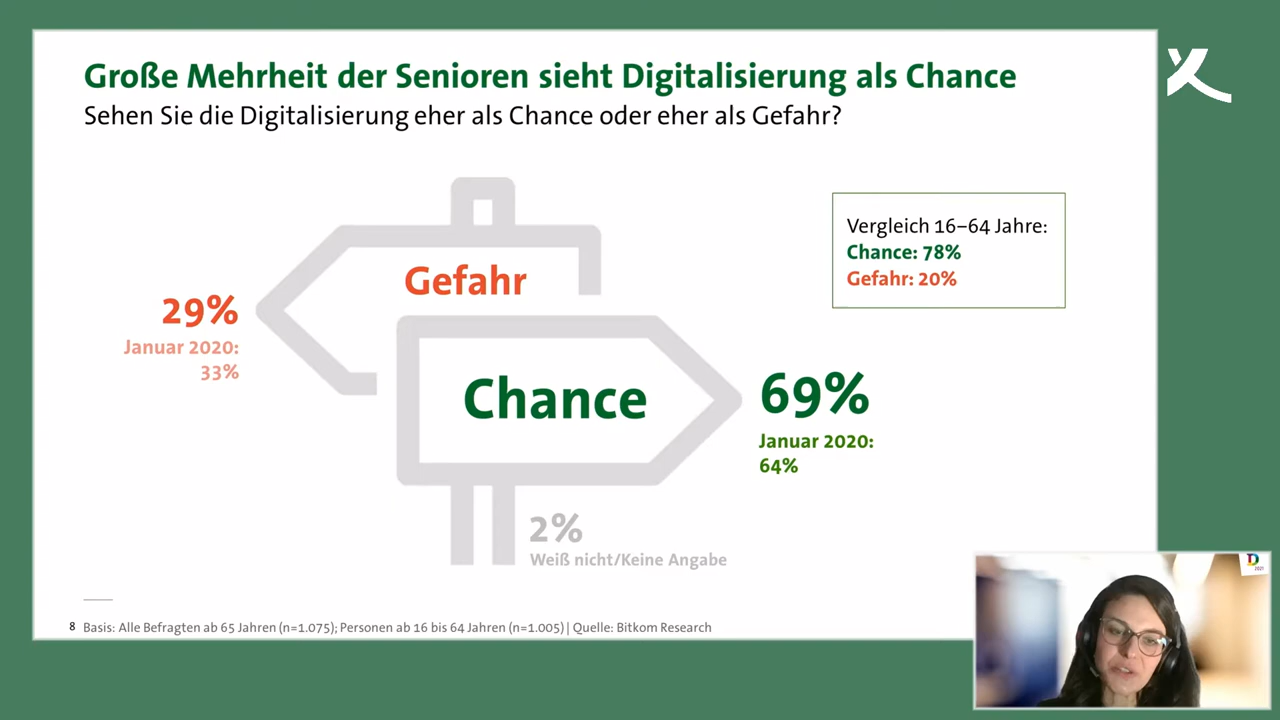 Große Mehrheit der Senioren sieht Digitalisierung als Chance
Sehen Sie die Digitalisierung eher als Chance oder eher als Gefahr?
Vergleich 16–64 Jahre:
Chance: 78%
Gefahr: 20%
Gefahr
29%
Januar 2020:
33%
Chance
69%
Januar 2020:
64%
2%
Weiß nicht/Keine Angabe
8 Basis: Alle Befragten ab 65 Jahren (n=1.075); Personen ab 16 bis 64 Jahren (n=1.005) | Quelle: Bitkom Research
D
2021